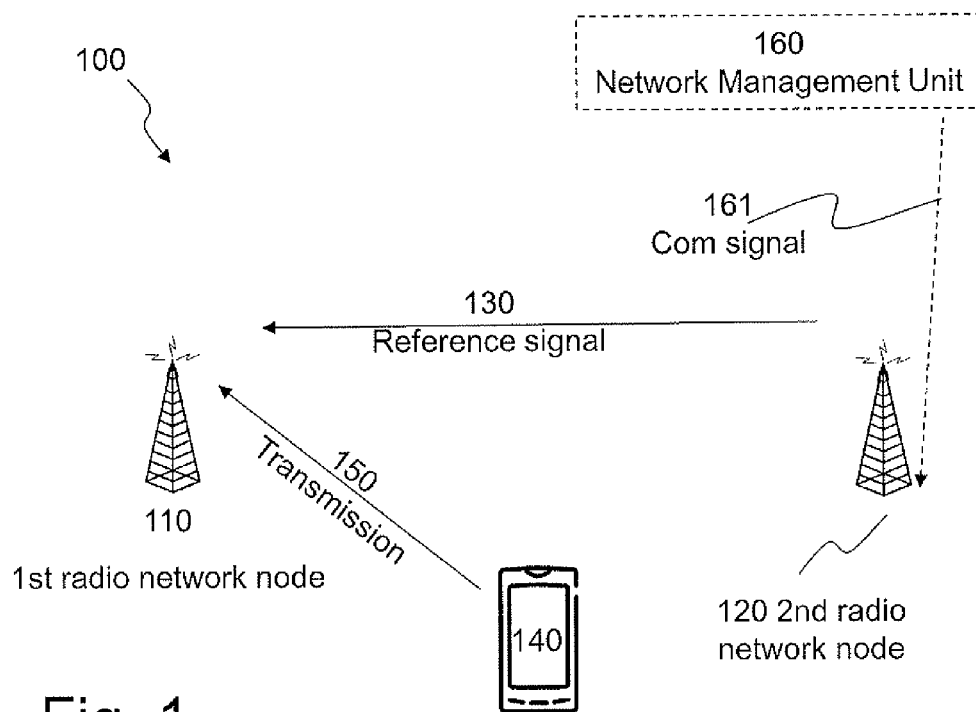 100
160
Network Management Unit
161
Com signal
130
Reference signal
150
Transmission
110
1st radio network node
140
120 2nd radio
network node
Fig. 1